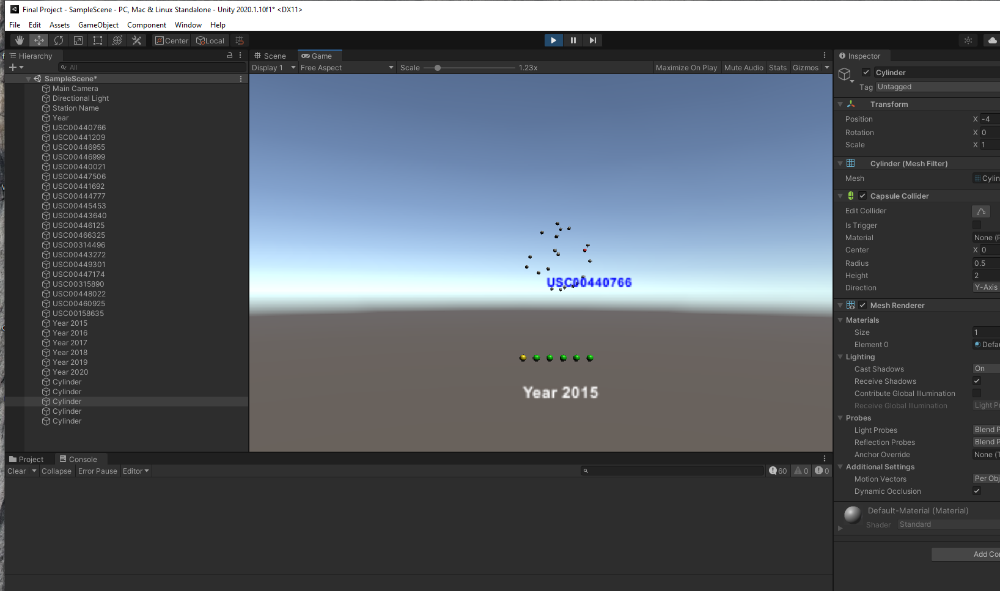 Final Project - SampleScene - PC, Mac & Linux Standalone - Unity 2020.1.10f1* <DX11>
File Edit Assets GameObject Component Window Help
Center Local
Hierarchy
All
SampleScene*
Main Camera
Directional Light
Station Name
Year
USC00440766
USC00441209
USC00446955
USC00446999
USC00440021
USC00447506
USC00441692
USC00444777
USC00445453
USC00443640
USC00446125
USC00466325
USC00314496
USC00443272
USC00449301
USC00447174
USC00315890
USC00448022
USC00460925
USC00158635
Year 2015
Year 2016
Year 2017
Year 2018
Year 2019
Year 2020
Cylinder
Cylinder
Cylinder
Cylinder
Cylinder
Scene Game
Display 1 Free Aspect Scale 1.23x Maximize On Play Mute Audio Stats Gizmos
USC00440766
Year 2015
Project Console
Clear Collapse Error Pause Editor 60 0 0
Inspector
Cylinder
Tag Untagged
Transform
Position X -4
Rotation X 0
Scale X 1
Cylinder (Mesh Filter)
Mesh Cylin
Capsule Collider
Edit Collider
Is Trigger
Material None (P
Center X 0
Radius 0.5
Height 2
Direction Y-Axis
Mesh Renderer
Materials
Size 1
Element 0 Defau
Lighting
Cast Shadows On
Receive Shadows
Contribute Global Illumination
Receive Global Illumination Light P
Probes
Light Probes Blend P
Reflection Probes Blend P
Anchor Override None (T
Additional Settings
Motion Vectors Per Obj
Dynamic Occlusion
Default-Material (Material)
Shader Standard
Add Co